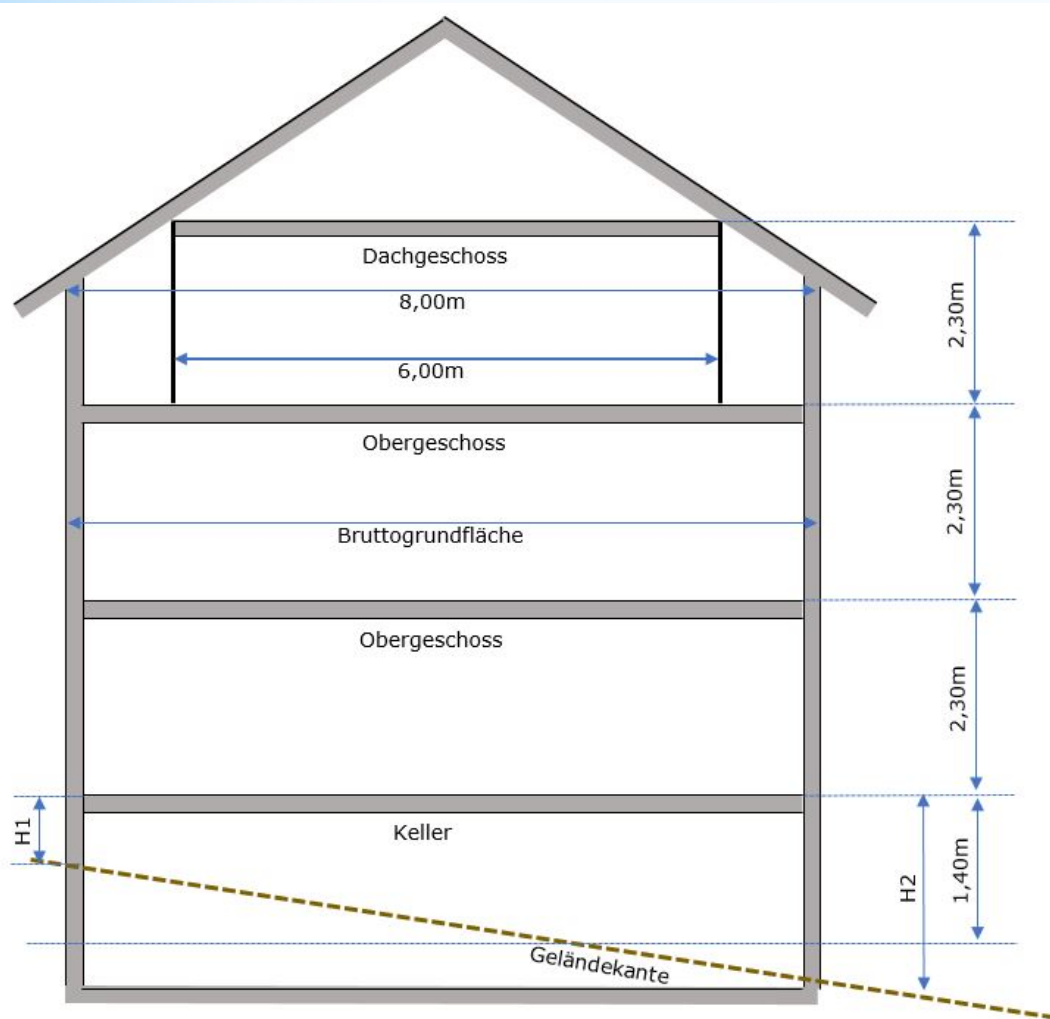 Dachgeschoss
8,00m
2,30m
6,00m
Obergeschoss
2,30m
Bruttogrundfläche
Obergeschoss
2,30m
H1
Keller
H2
1,40m
Geländekante